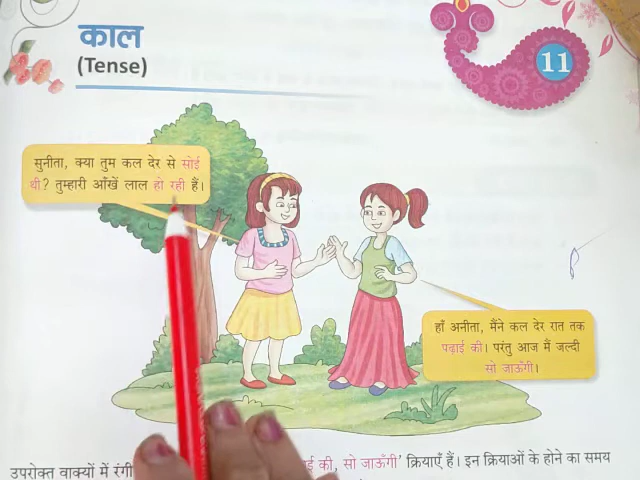 काल
(Tense)
11
सुनीता, क्या तुम कल देर से सोई
थी? तुम्हारी आँखें लाल हो रही हैं।
हाँ अनीता, मैंने कल देर रात तक
पढ़ाई की। परंतु आज मैं जल्दी
सो जाऊँगी।
उपरोक्त वाक्यों में की, सो जाऊँगी' क्रियाएँ हैं। इन क्रियाओं के होने का समय